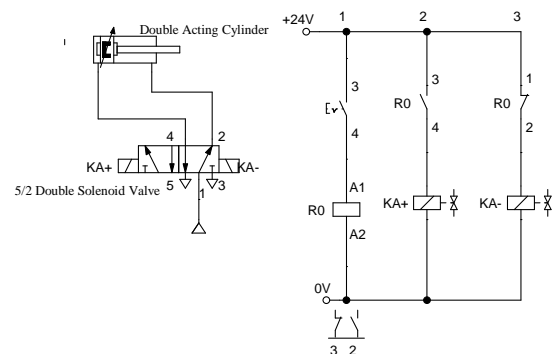 Double Acting Cylinder
4 2
KA+ KA-
5 3
1
5/2 Double Solenoid Valve
1 2 3
+24V
3 3 1
R0 R0
4 4 2
A1
R0 KA+ KA-
A2
0V
3 2